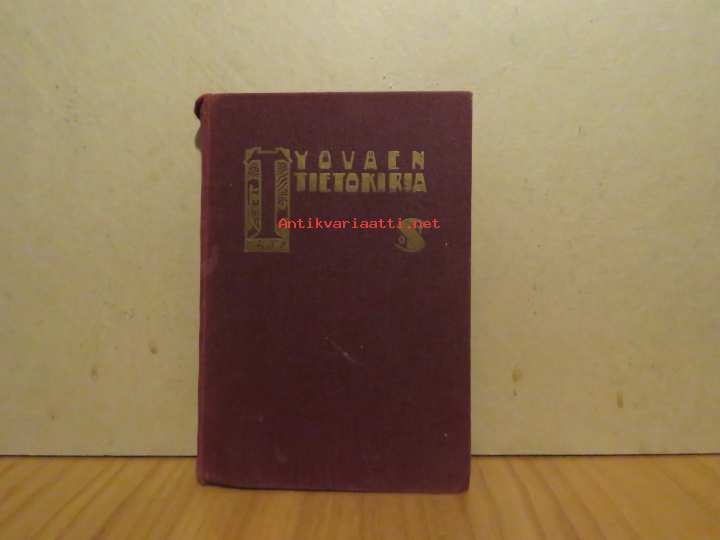 TYÖVÄEN
TIETOKIRJA
Antikvariaatti.net
S